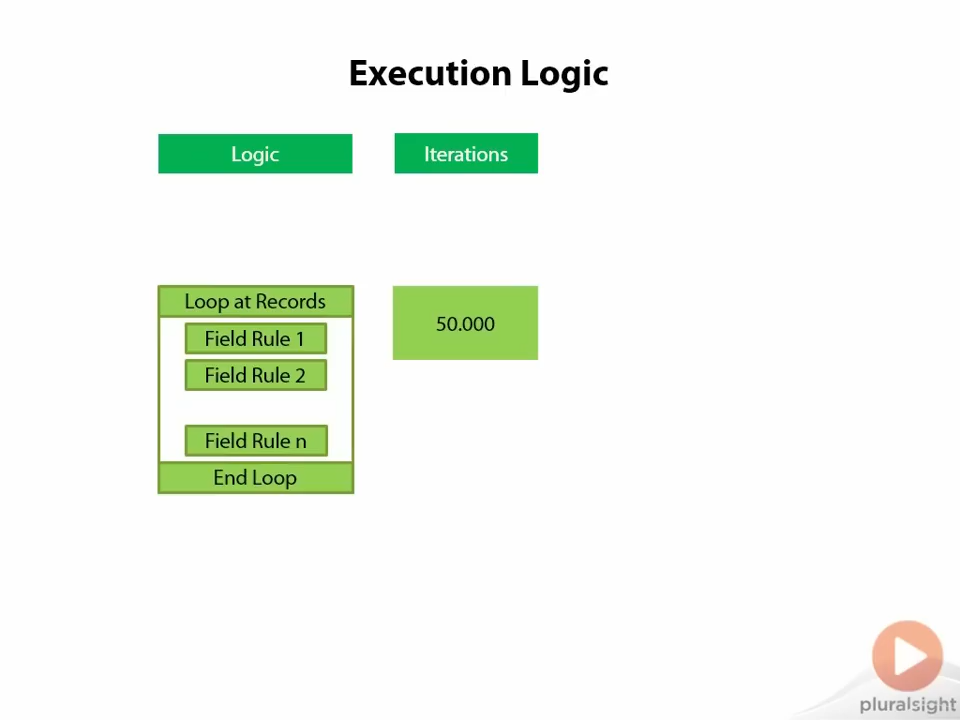 Execution Logic
Logic
Iterations
Loop at Records
50.000
Field Rule 1
Field Rule 2
Field Rule n
End Loop
pluralsight